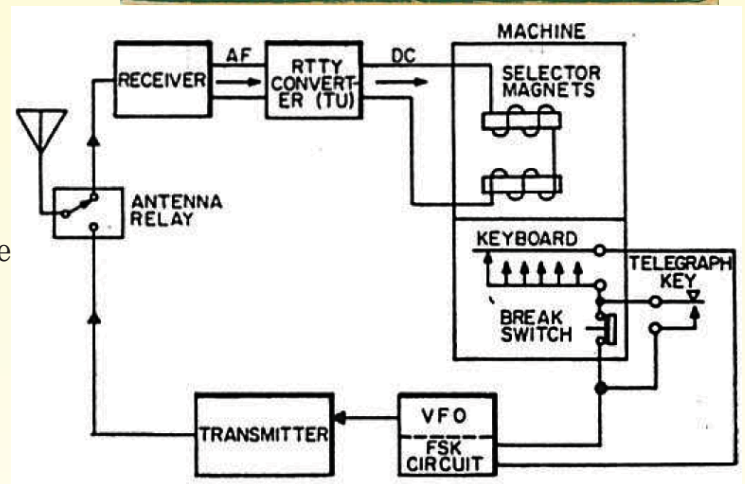 MACHINE
RECEIVER
AF
RTTY
CONVERT-
ER (TU)
DC
SELECTOR
MAGNETS
ANTENNA
RELAY
e
KEYBOARD
TELEGRAPH
KEY
BREAK
SWITCH
TRANSMITTER
VFO
FSK
CIRCUIT